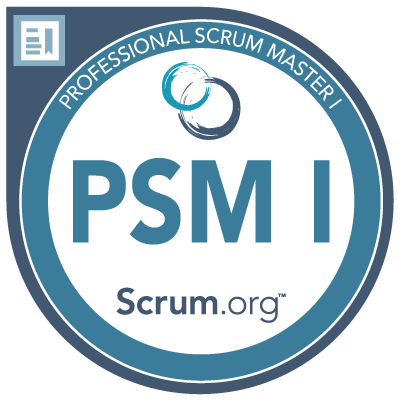 PROFESSIONAL SCRUM MASTER I
PSM I
Scrum.org™